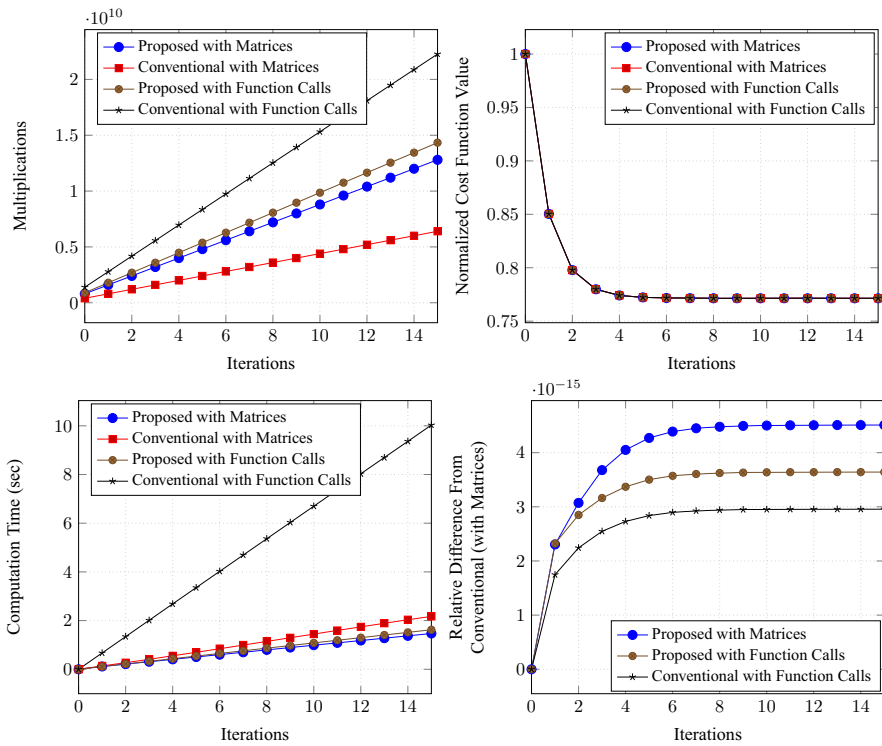 ·10^10
2
1.5
1
0.5
0
0 2 4 6 8 10 12 14
Multiplications
Iterations
Proposed with Matrices
Conventional with Matrices
Proposed with Function Calls
Conventional with Function Calls
1
0.95
0.9
0.85
0.8
0.75
0 2 4 6 8 10 12 14
Normalized Cost Function Value
Iterations
Proposed with Matrices
Conventional with Matrices
Proposed with Function Calls
Conventional with Function Calls
10
8
6
4
2
0
0 2 4 6 8 10 12 14
Computation Time (sec)
Iterations
Proposed with Matrices
Conventional with Matrices
Proposed with Function Calls
Conventional with Function Calls
·10^−15
4
3
2
1
0
0 2 4 6 8 10 12 14
Relative Difference From
Conventional (with Matrices)
Iterations
Proposed with Matrices
Proposed with Function Calls
Conventional with Function Calls